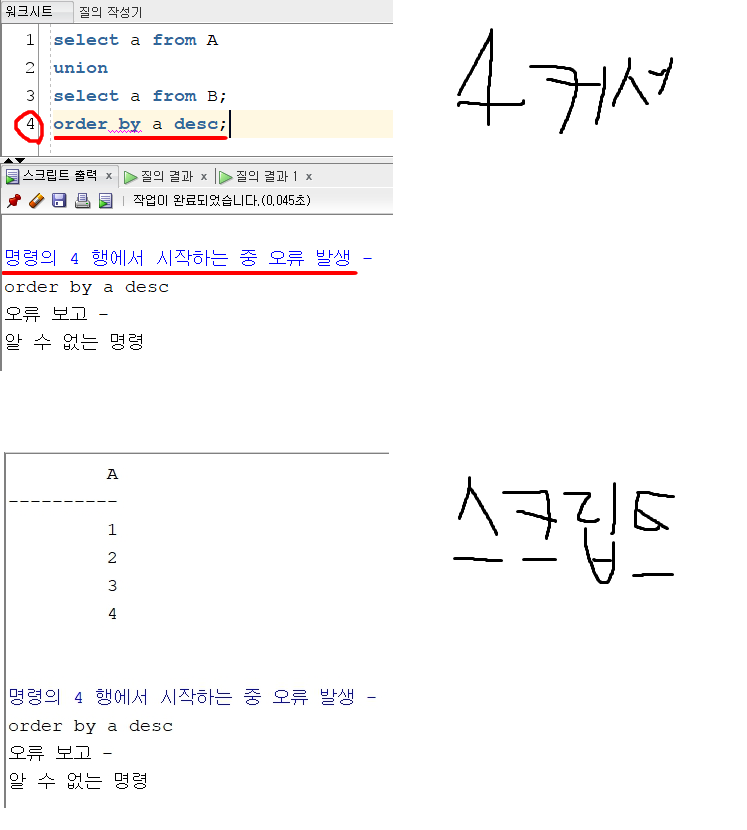 워크시트 질의 작성기
1 select a from A
2 union
3 select a from B;
4 order by a desc;
4 커서
스크립트 출력 x 질의 결과 x 질의 결과 1 x
작업이 완료되었습니다.(0,045초)
명령의 4 행에서 시작하는 중 오류 발생 -
order by a desc
오류 보고 -
알 수 없는 명령
A
----------
1
2
3
4
스크립트
명령의 4 행에서 시작하는 중 오류 발생 -
order by a desc
오류 보고 -
알 수 없는 명령